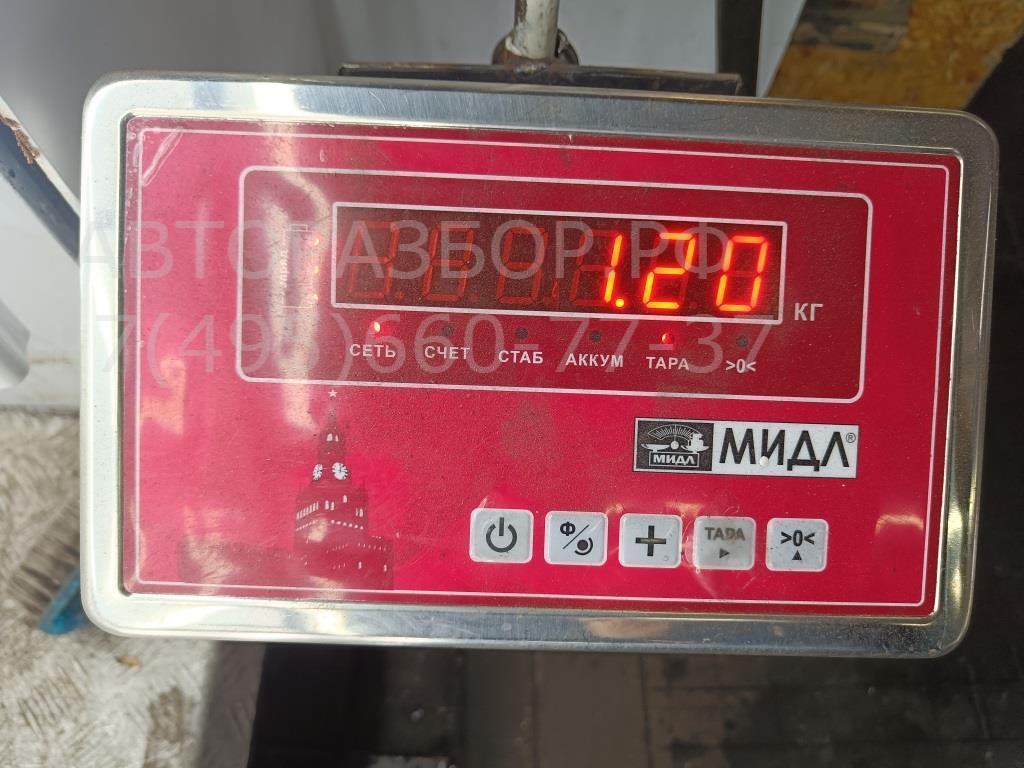 АВТОРАЗБОР.РФ
+7(495)660-77-37
1.20
КГ
СЕТЬ СЧЕТ СТАБ АККУМ ТАРА >0<
МИДЛ МИДЛ®
Ф ТАРА >0<